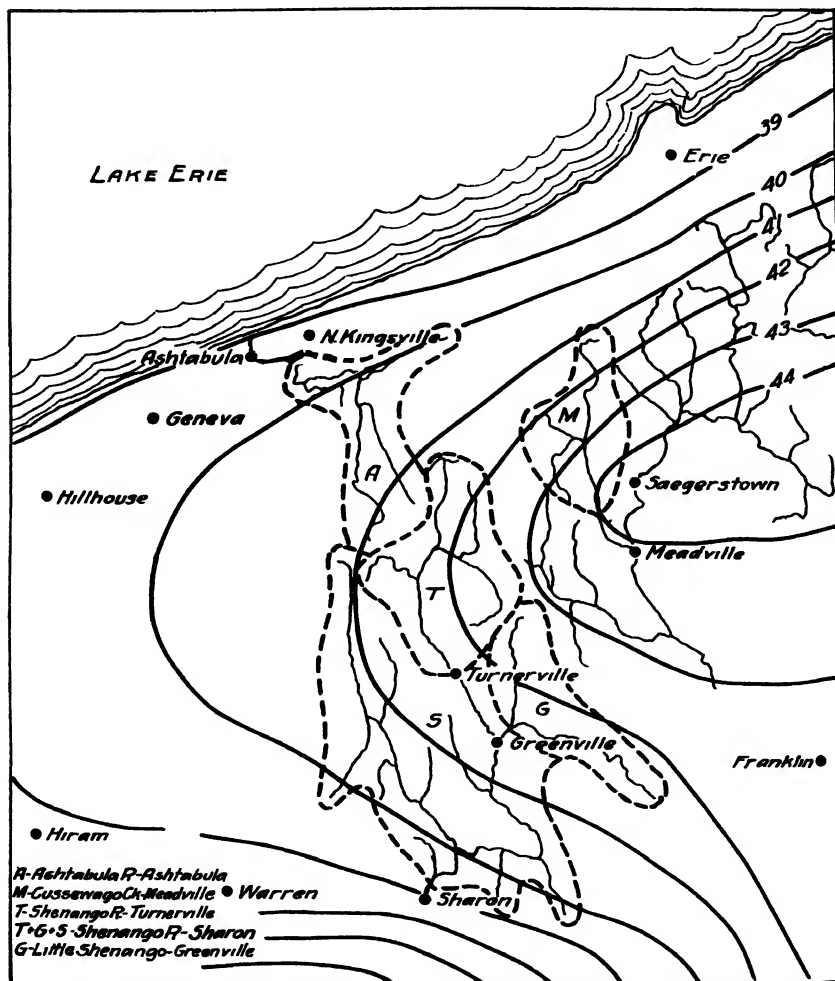 39
Erie
LAKE ERIE
40
41
42
N. Kingsville
Ashtabula
43
44
Geneva
M
A
Saegerstown
Hillhouse
Meadville
T
Turnerville
G
S
Greenville
Franklin
Hiram
A-Ashtabula R-Ashtabula
M-Cussewago Ck-Meadville
Warren
Sharon
T-Shenango R-Turnerville
T+G+S-Shenango R-Sharon
G-Little Shenango-Greenville